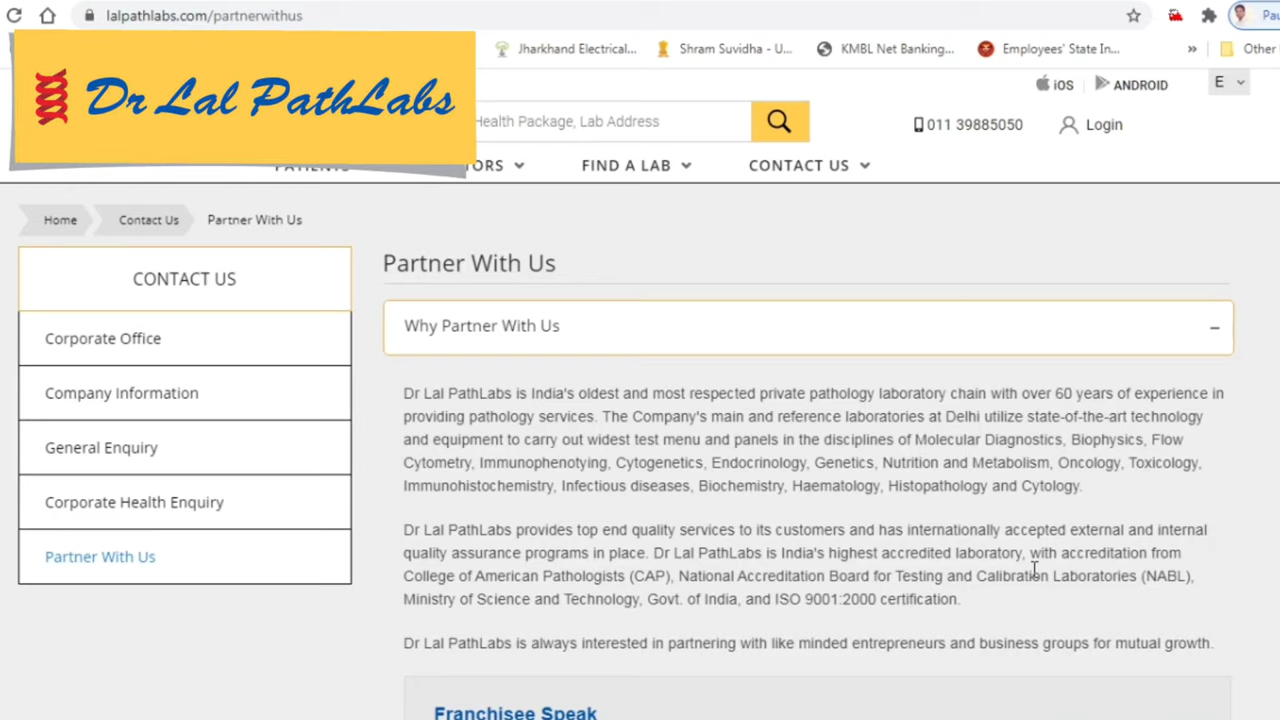 lalpathlabs.com/partnerwithus
Pau
Jharkhand Electrical...
Shram Suvidha - U...
KMBL Net Banking...
Employees' State In...
»
Other
Dr Lal PathLabs
iOS
ANDROID
E
Health Package, Lab Address
011 39885050
Login
PATIENTS
TORS
FIND A LAB
CONTACT US
Home
Contact Us
Partner With Us
CONTACT US
Corporate Office
Company Information
General Enquiry
Corporate Health Enquiry
Partner With Us
Partner With Us
Why Partner With Us
Dr Lal PathLabs is India's oldest and most respected private pathology laboratory chain with over 60 years of experience in
providing pathology services. The Company's main and reference laboratories at Delhi utilize state-of-the-art technology
and equipment to carry out widest test menu and panels in the disciplines of Molecular Diagnostics, Biophysics, Flow
Cytometry, Immunophenotying, Cytogenetics, Endocrinology, Genetics, Nutrition and Metabolism, Oncology, Toxicology,
Immunohistochemistry, Infectious diseases, Biochemistry, Haematology, Histopathology and Cytology.
Dr Lal PathLabs provides top end quality services to its customers and has internationally accepted external and internal
quality assurance programs in place. Dr Lal PathLabs is India's highest accredited laboratory, with accreditation from
College of American Pathologists (CAP), National Accreditation Board for Testing and Calibration Laboratories (NABL),
Ministry of Science and Technology, Govt. of India, and ISO 9001:2000 certification.
Dr Lal PathLabs is always interested in partnering with like minded entrepreneurs and business groups for mutual growth.
Franchisee Speak